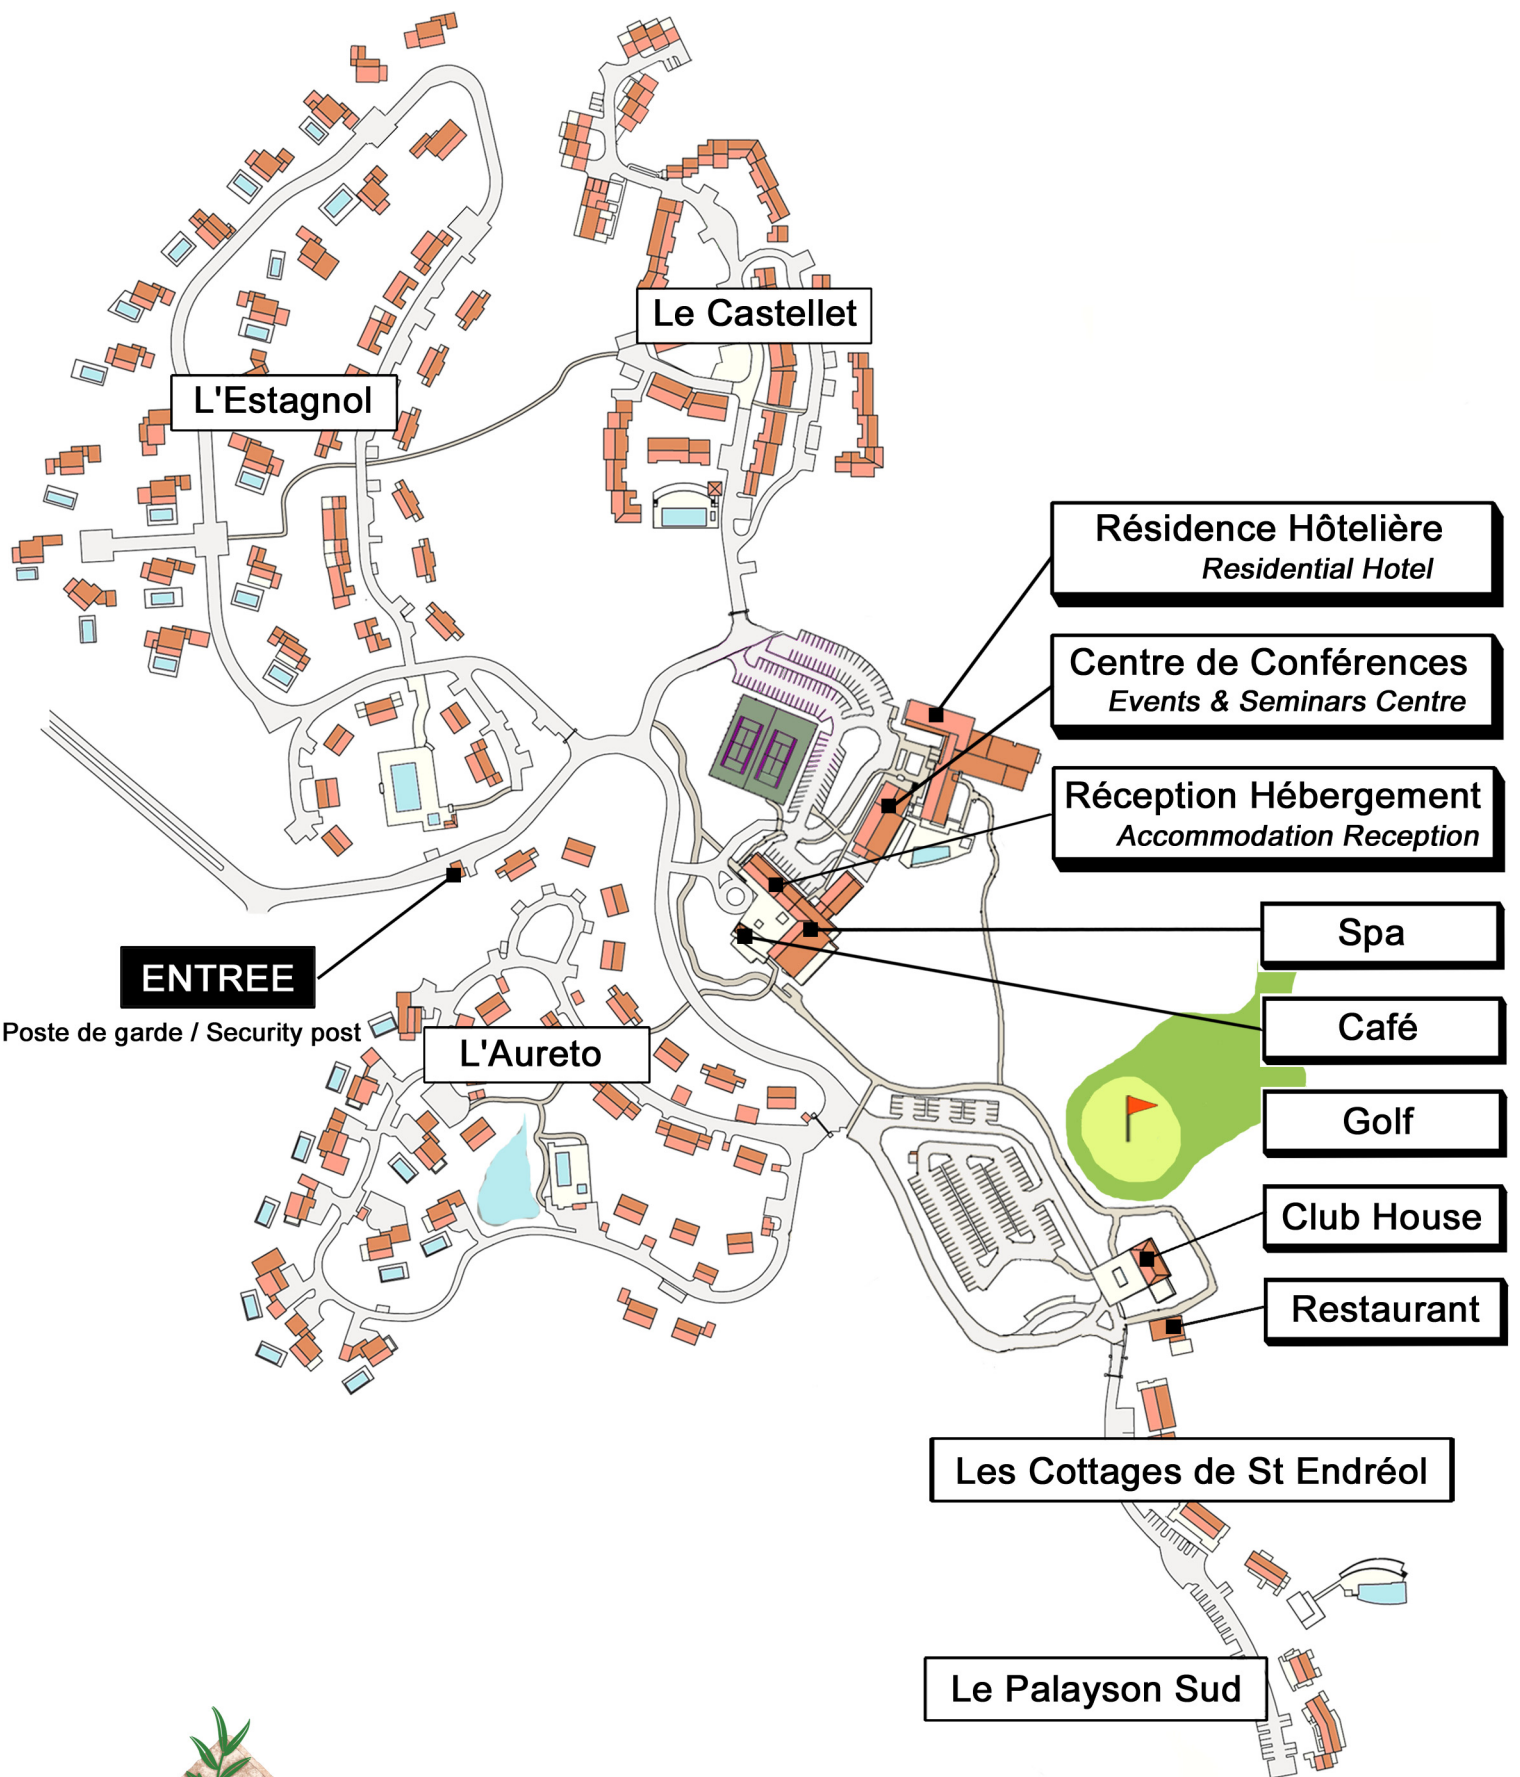 Le Castellet
L'Estagnol
Résidence Hôtelière
Residential Hotel
Centre de Conférences
Events & Seminars Centre
Réception Hébergement
Accommodation Reception
Spa
ENTREE
Poste de garde / Security post
Café
L'Aureto
Golf
Club House
Restaurant
Les Cottages de St Endréol
Le Palayson Sud